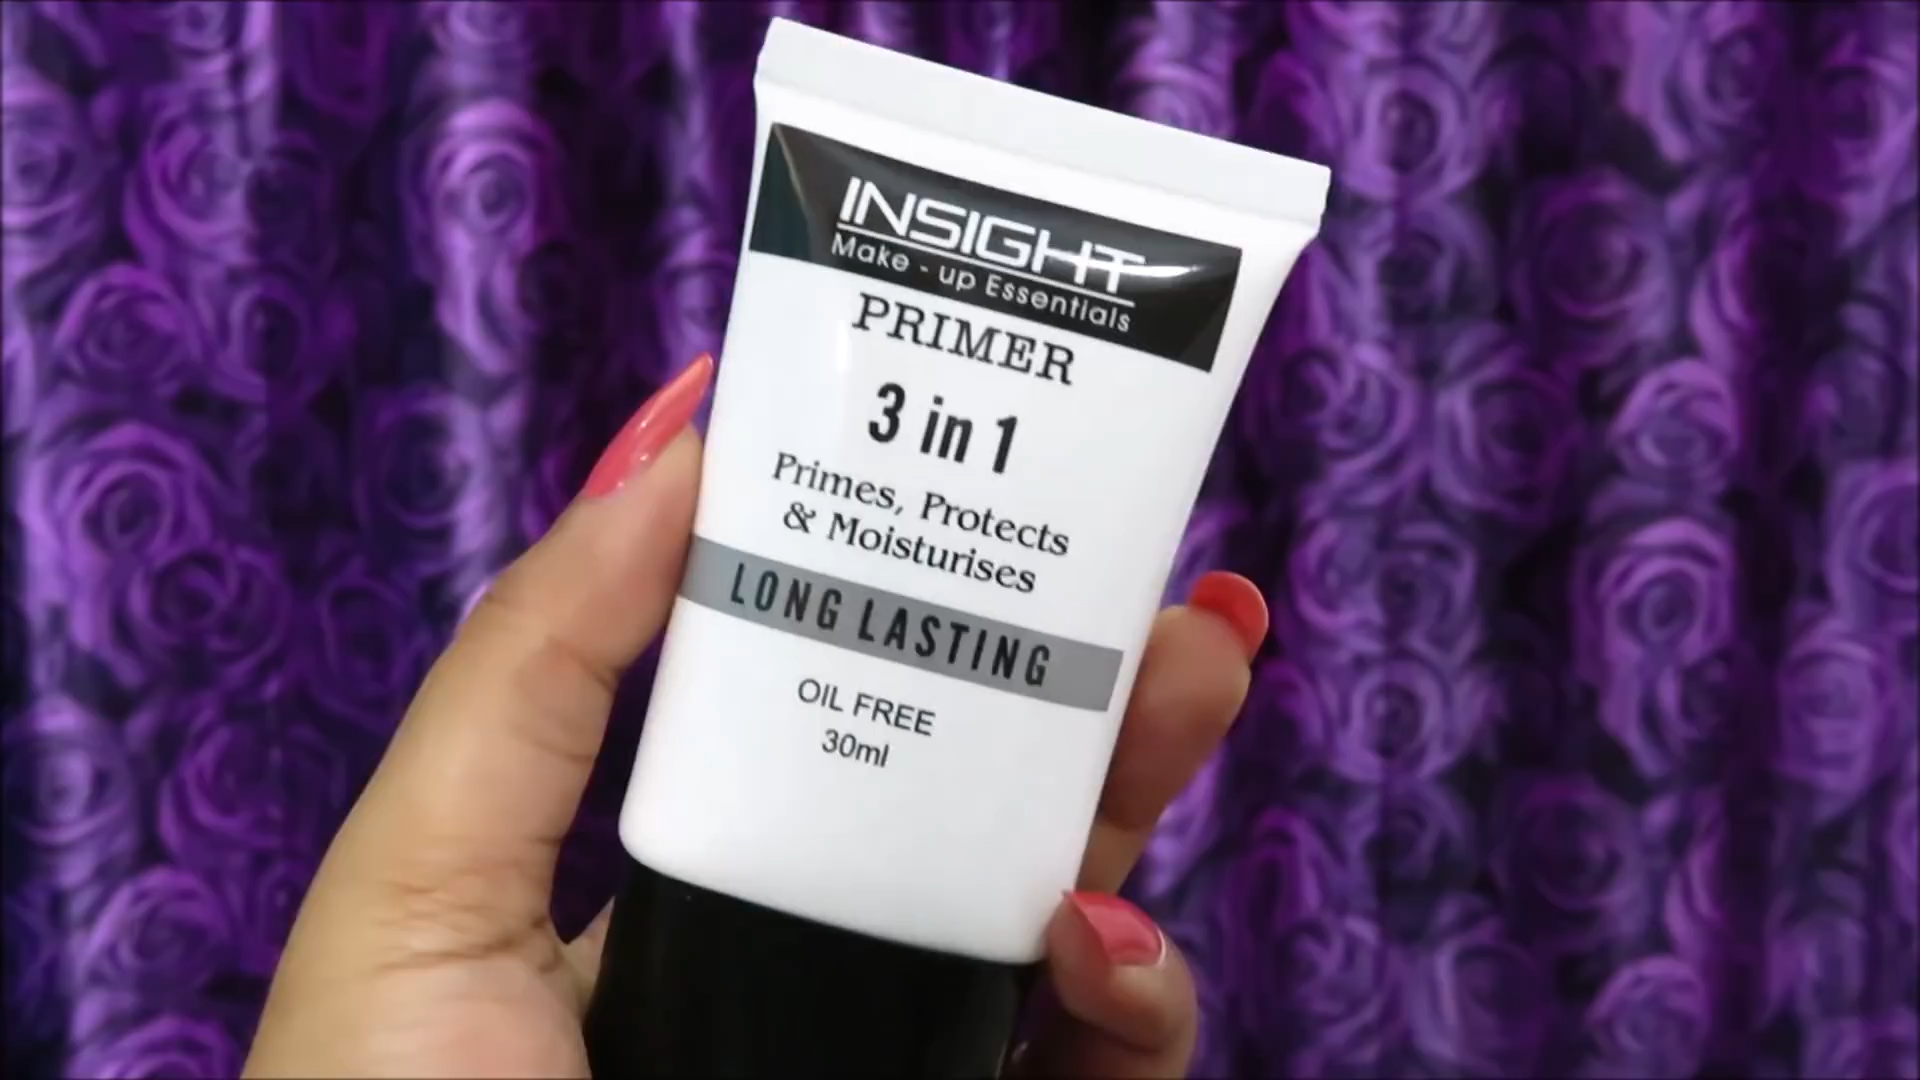 INSIGHT
Make - up Essentials
PRIMER
3 in 1
Primes, Protects
& Moisturises
LONG LASTING
OIL FREE
30ml